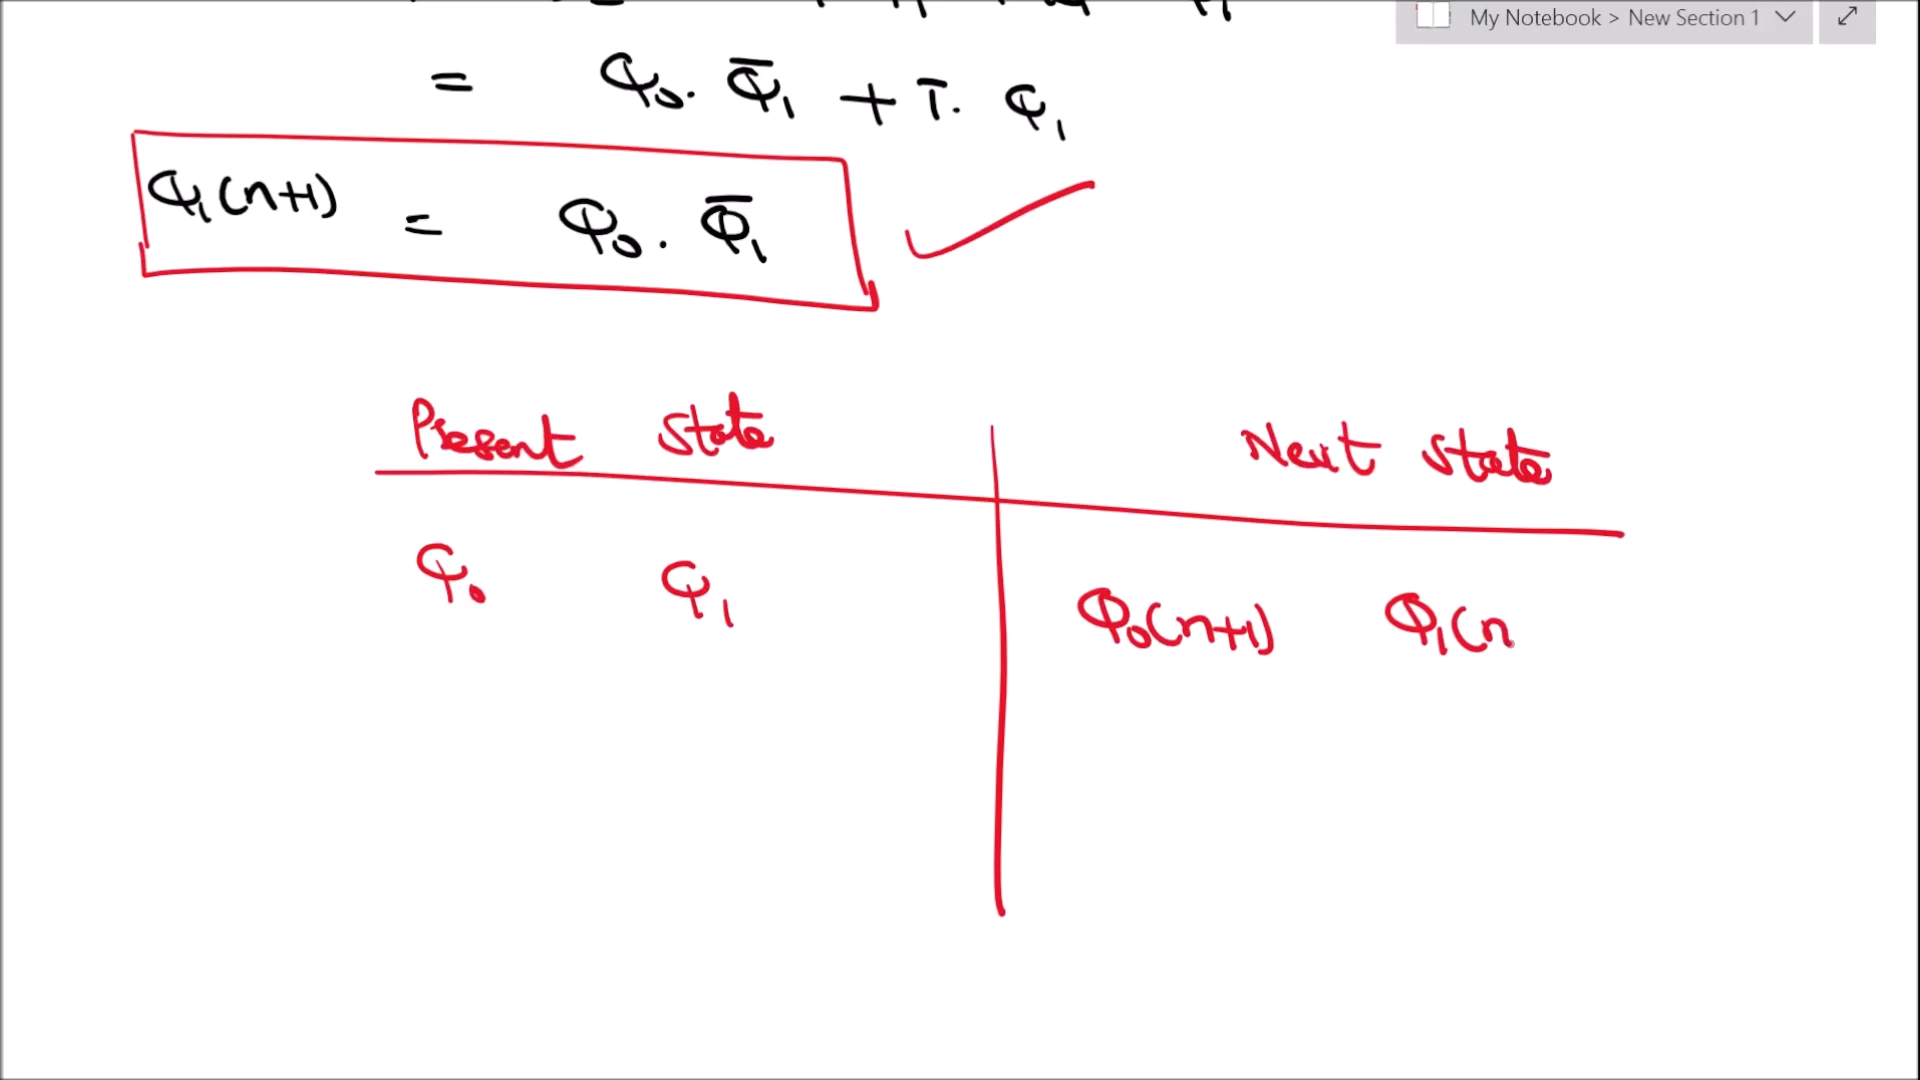 My Notebook > New Section 1
= Q₀. Q̅₁ + 1̅. Q₁
Q₁(n+1) = Q₀. Q̅₁
Present State Next State
Q₀ Q₁ Q₀(n+1) Q₁(n